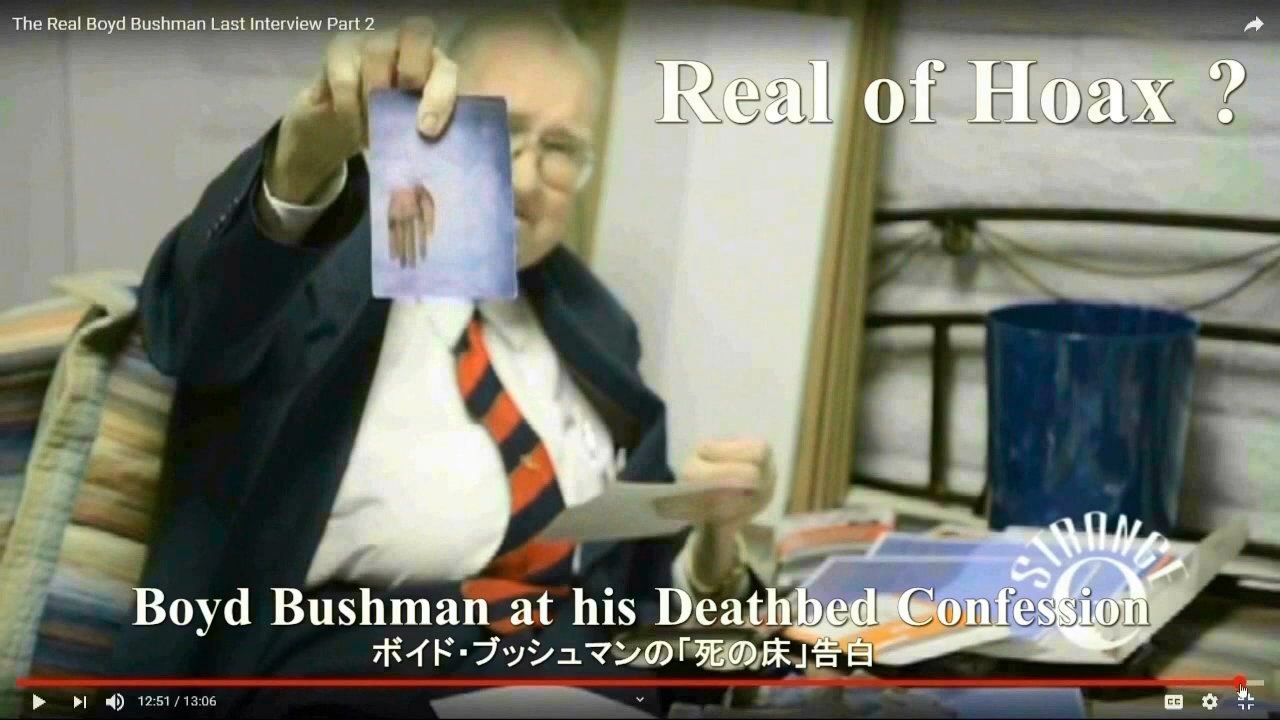 The Real Boyd Bushman Last Interview Part 2
Real of Hoax ?
STRANGE
Boyd Bushman at his Deathbed Confession
ボイド・ブッシュマンの「死の床」告白
12:51 / 13:06
CC